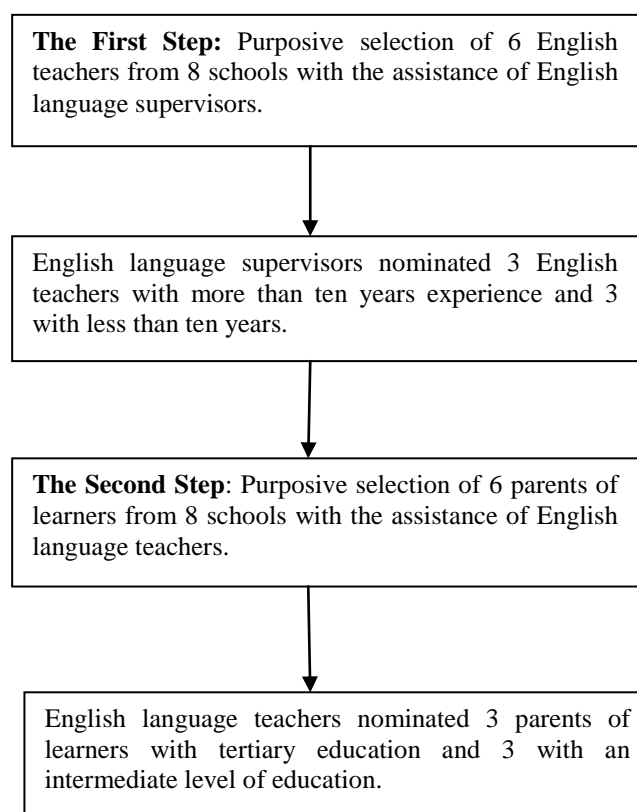 The First Step: Purposive selection of 6 English
teachers from 8 schools with the assistance of English
language supervisors.
English language supervisors nominated 3 English
teachers with more than ten years experience and 3
with less than ten years.
The Second Step: Purposive selection of 6 parents of
learners from 8 schools with the assistance of English
language teachers.
English language teachers nominated 3 parents of
learners with tertiary education and 3 with an
intermediate level of education.